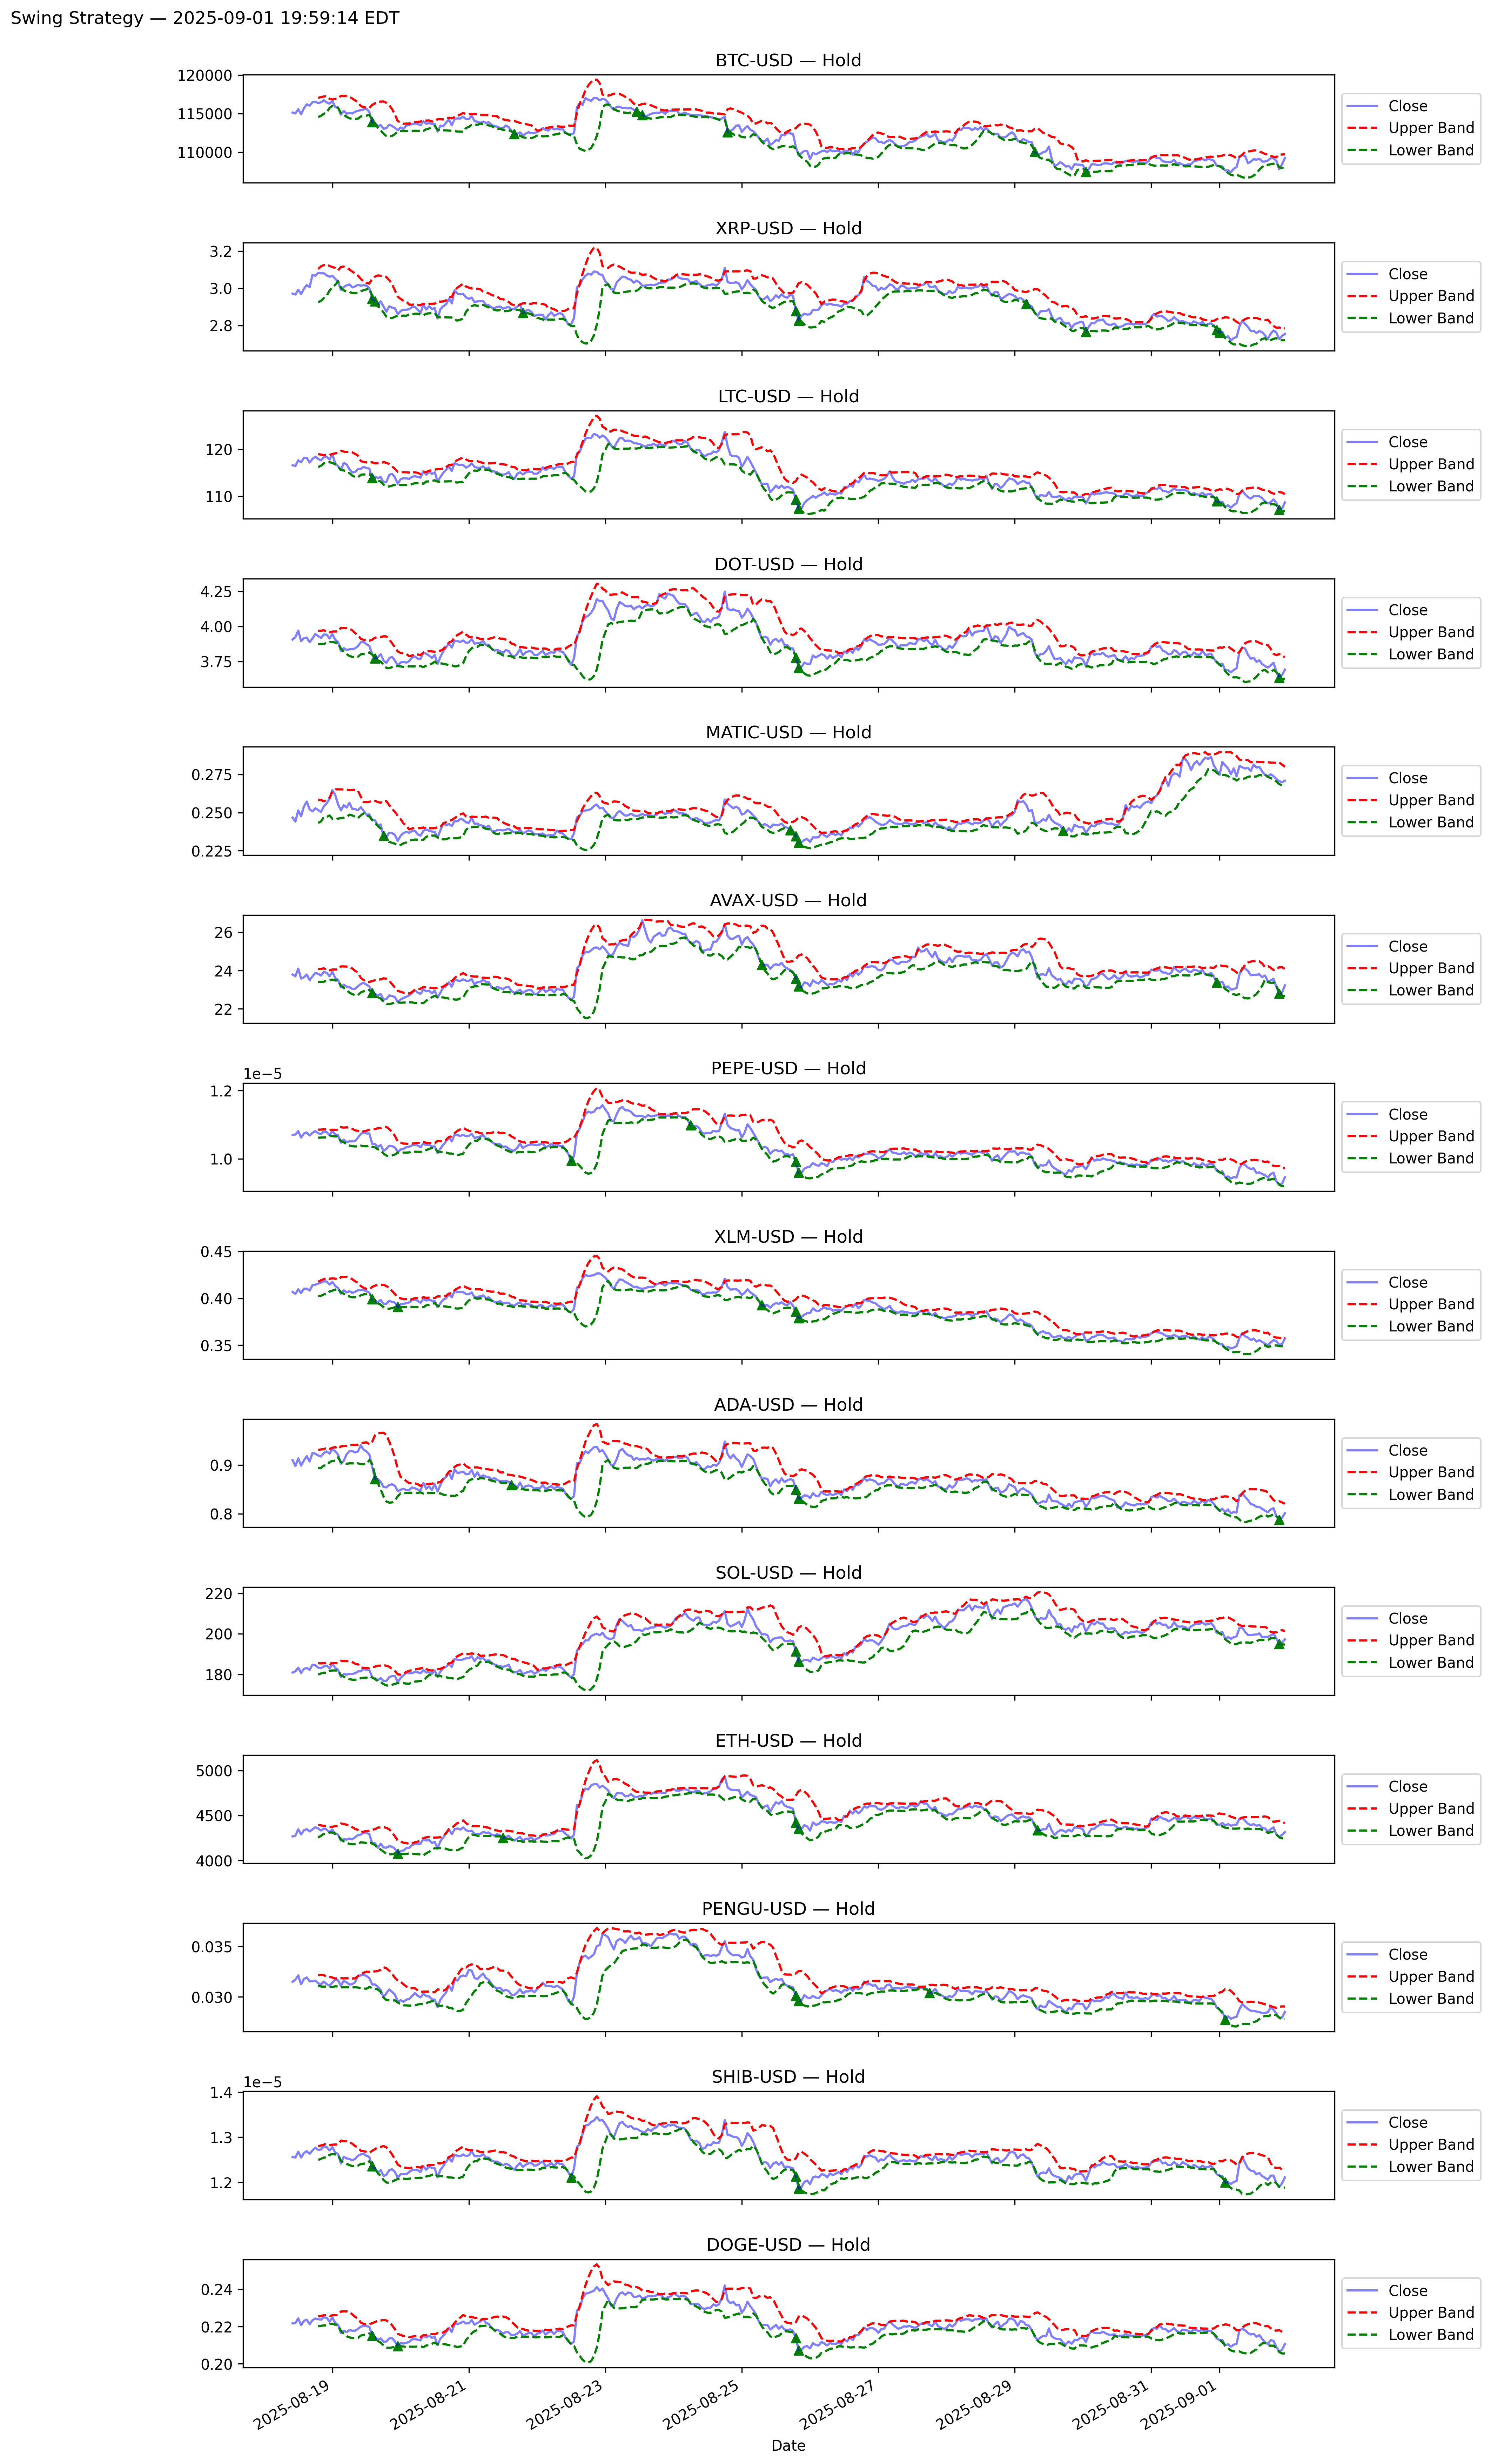 Swing Strategy — 2025-09-01 19:59:14 EDT
BTC-USD — Hold
120000
115000
110000
Close
Upper Band
Lower Band
XRP-USD — Hold
3.2
3.0
2.8
Close
Upper Band
Lower Band
LTC-USD — Hold
120
110
Close
Upper Band
Lower Band
DOT-USD — Hold
4.25
4.00
3.75
Close
Upper Band
Lower Band
MATIC-USD — Hold
0.275
0.250
0.225
Close
Upper Band
Lower Band
AVAX-USD — Hold
26
24
22
Close
Upper Band
Lower Band
PEPE-USD — Hold
1e−5
1.2
1.0
Close
Upper Band
Lower Band
XLM-USD — Hold
0.45
0.40
0.35
Close
Upper Band
Lower Band
ADA-USD — Hold
0.9
0.8
Close
Upper Band
Lower Band
SOL-USD — Hold
220
200
180
Close
Upper Band
Lower Band
ETH-USD — Hold
5000
4500
4000
Close
Upper Band
Lower Band
PENGU-USD — Hold
0.035
0.030
Close
Upper Band
Lower Band
SHIB-USD — Hold
1e−5
1.4
1.3
1.2
Close
Upper Band
Lower Band
DOGE-USD — Hold
0.24
0.22
0.20
Close
Upper Band
Lower Band
2025-08-19
2025-08-21
2025-08-23
2025-08-25
2025-08-27
2025-08-29
2025-08-31
2025-09-01
Date